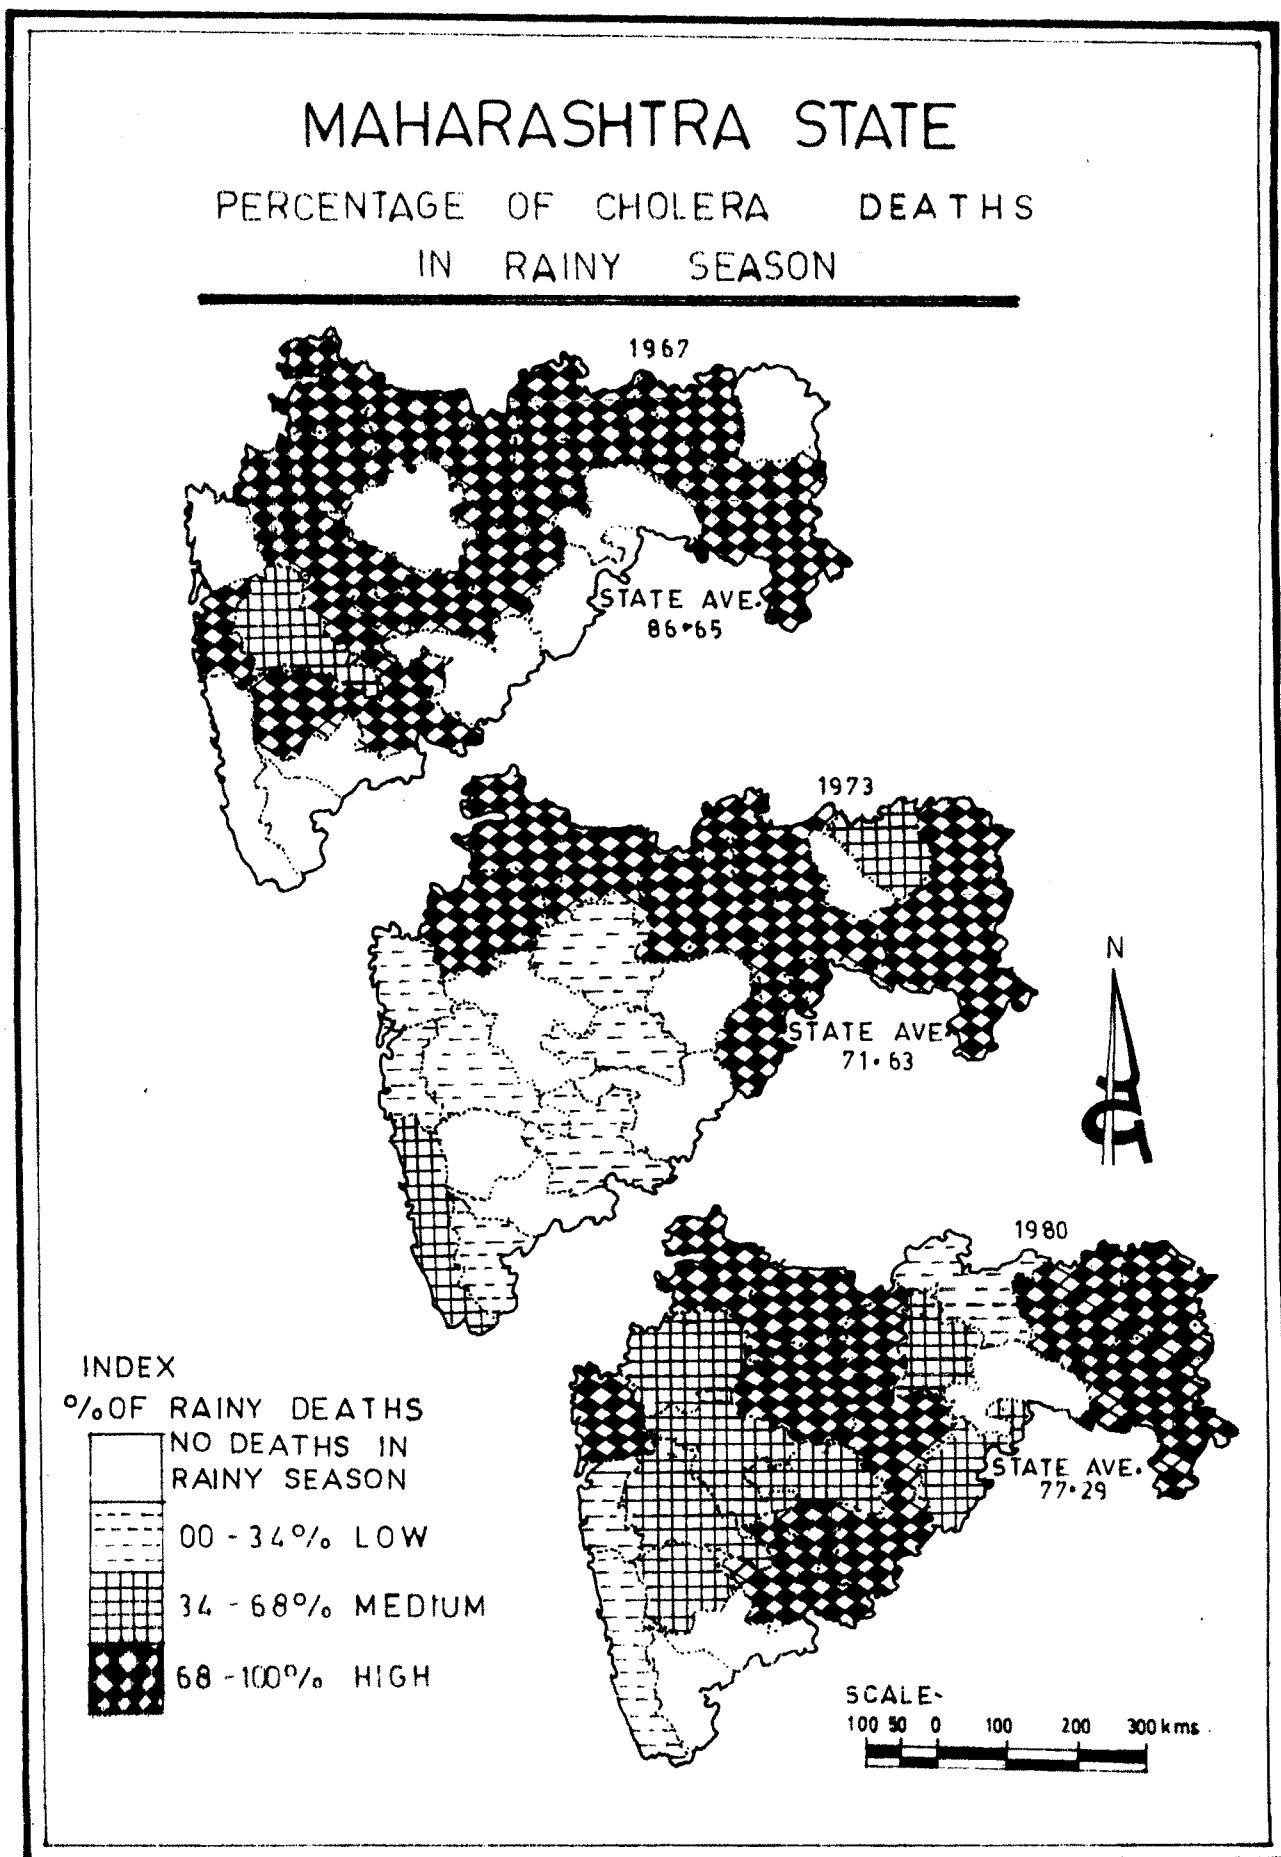 MAHARASHTRA STATE
PERCENTAGE OF CHOLERA DEATHS
IN RAINY SEASON
1967
STATE AVE.
86.65
1973
STATE AVE.
71.63
N
1980
STATE AVE.
77.29
INDEX
% OF RAINY DEATHS
NO DEATHS IN
RAINY SEASON
00 - 34% LOW
34 - 68% MEDIUM
68 - 100% HIGH
SCALE-
100 50 0 100 200 300 kms.